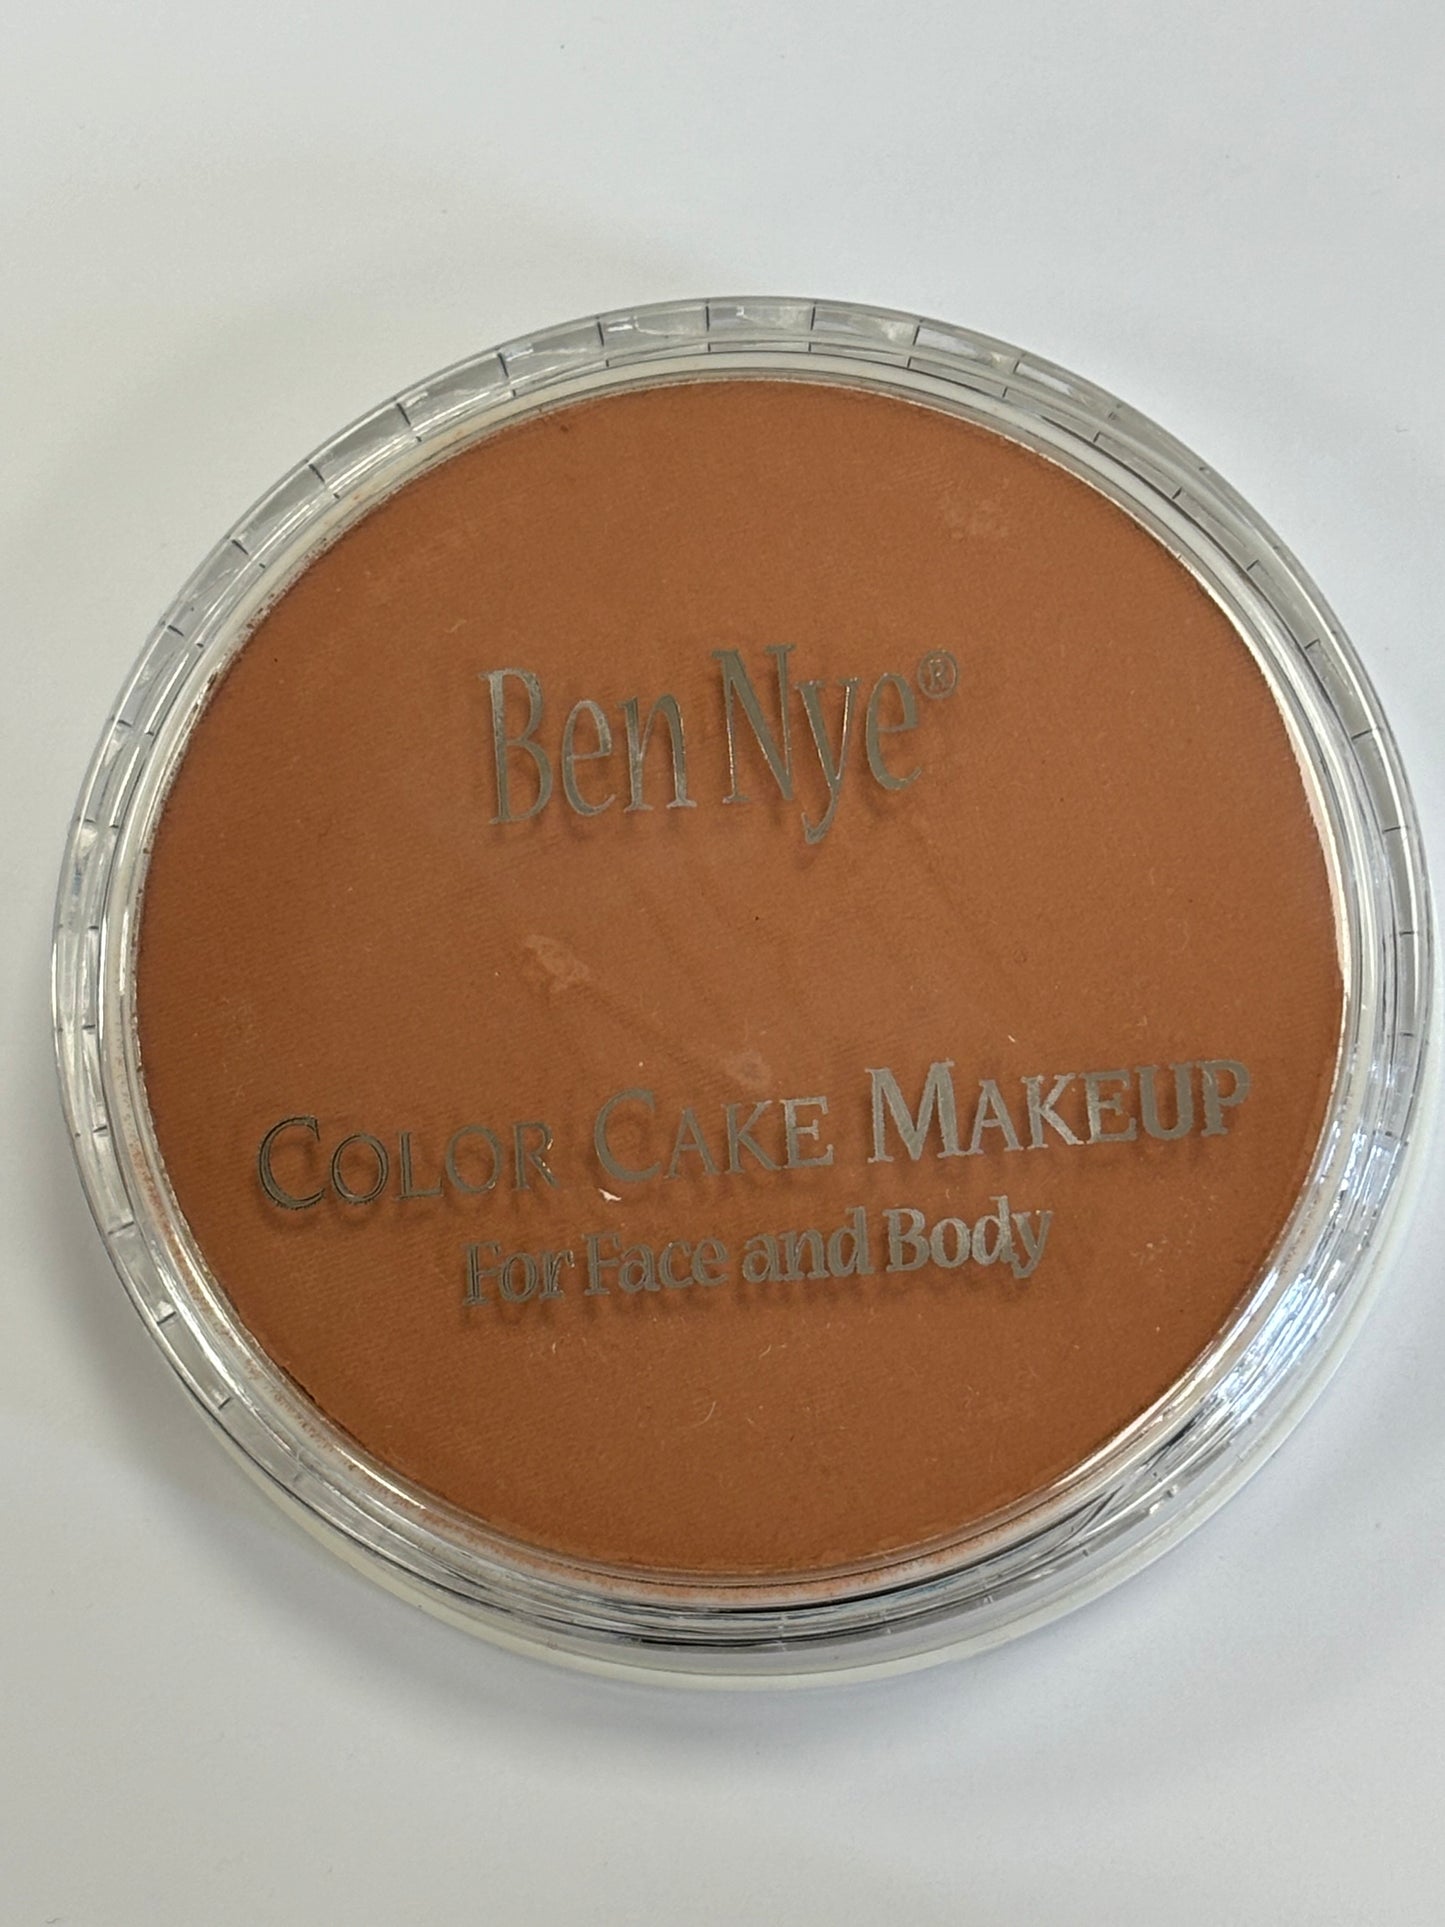 Ben Nye®
COLOR CAKE MAKEUP
For Face and Body